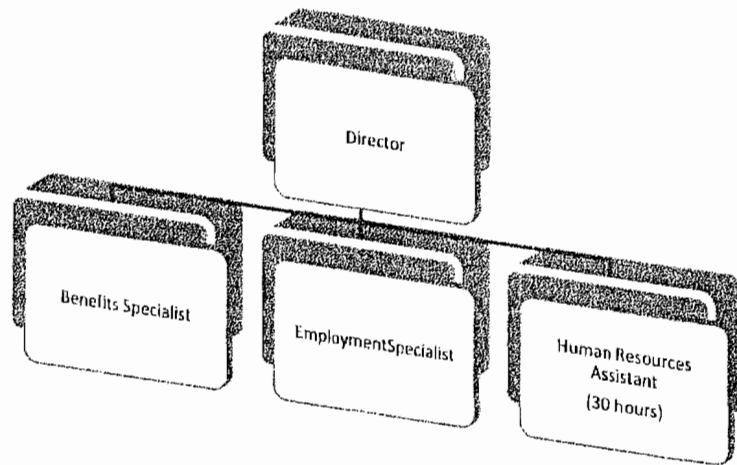 Director
Benefits Specialist
EmploymentSpecialist
Human Resources
Assistant
(30 hours)